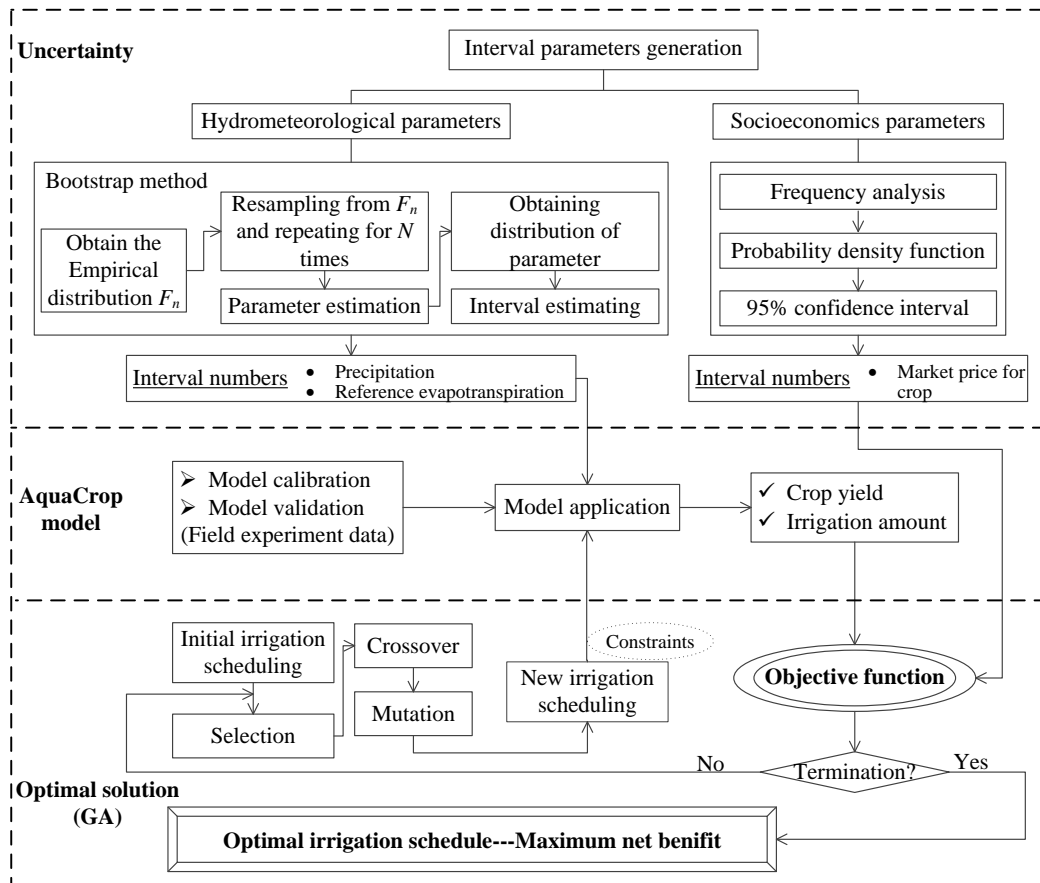 Uncertainty
Interval parameters generation
Hydrometeorological parameters
Socioeconomics parameters
Bootstrap method
Obtain the
Empirical
distribution Fn
Resampling from Fn
and repeating for N
times
Parameter estimation
Obtaining
distribution of
parameter
Interval estimating
Frequency analysis
Probability density function
95% confidence interval
Interval numbers
• Precipitation
• Reference evapotranspiration
Interval numbers
• Market price for
crop
AquaCrop
model
➢ Model calibration
➢ Model validation
(Field experiment data)
Model application
✓ Crop yield
✓ Irrigation amount
Initial irrigation
scheduling
Selection
Crossover
Mutation
Constraints
New irrigation
scheduling
Objective function
Termination?
No
Yes
Optimal solution
(GA)
Optimal irrigation schedule---Maximum net benifit